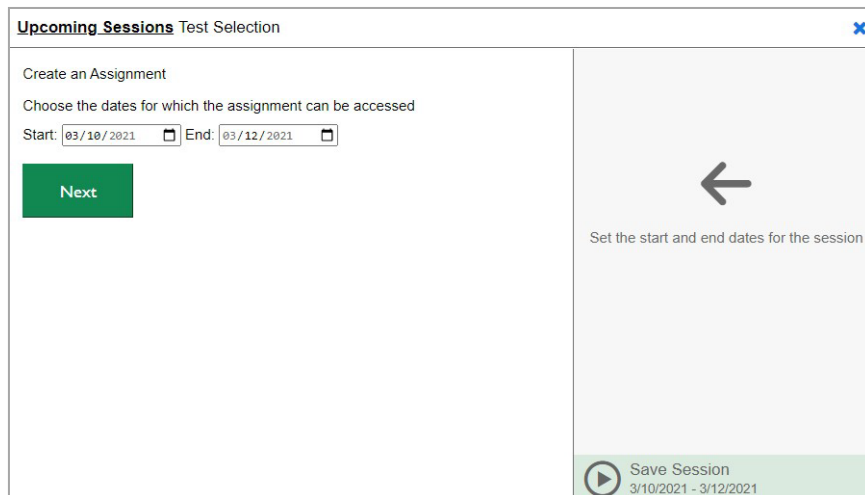 Upcoming Sessions Test Selection
Create an Assignment
Choose the dates for which the assignment can be accessed
Start: 03/10/2021 End: 03/12/2021
Next
Set the start and end dates for the session
Save Session
3/10/2021 - 3/12/2021